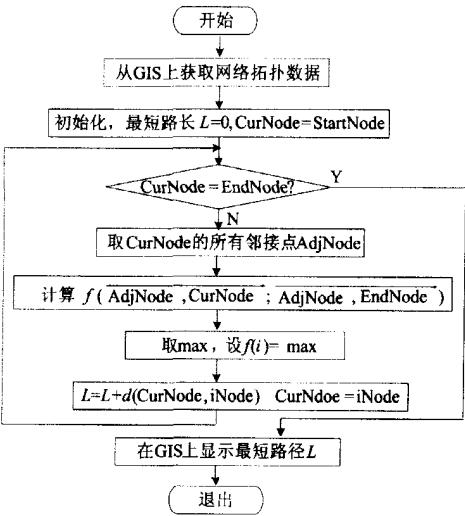 开始
从GIS上获取网络拓扑数据
初始化，最短路长 L=0,CurNode=StartNode
CurNode=EndNode?
Y
N
取CurNode的所有邻接点AdjNode
计算 f(AdjNode,CurNode; AdjNode,EndNode)
取max，设f(i)= max
L=L+d(CurNode,iNode) CurNdoe=iNode
在GIS上显示最短路径L
退出